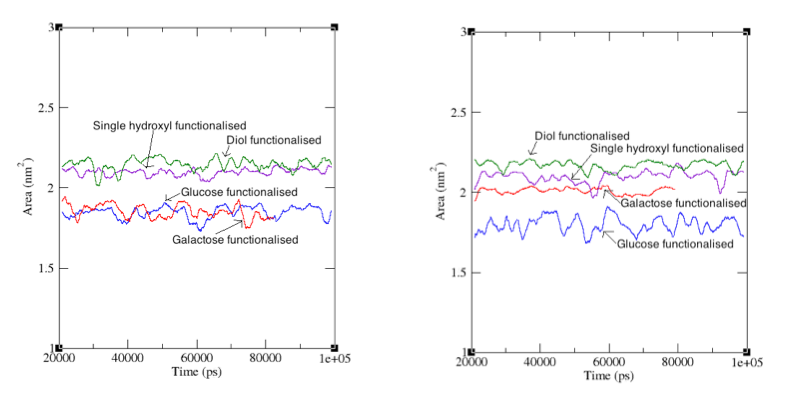 3
2.5
2
1.5
1
Area (nm2)
Single hydroxyl functionalised
Diol functionalised
Glucose functionalised
Galactose functionalised
20000 40000 60000 80000 1e+05
Time (ps)
3
2.5
2
1.5
1
Area (nm2)
Diol functionalised
Single hydroxyl functionalised
Galactose functionalised
Glucose functionalised
20000 40000 60000 80000 1e+05
Time (ps)